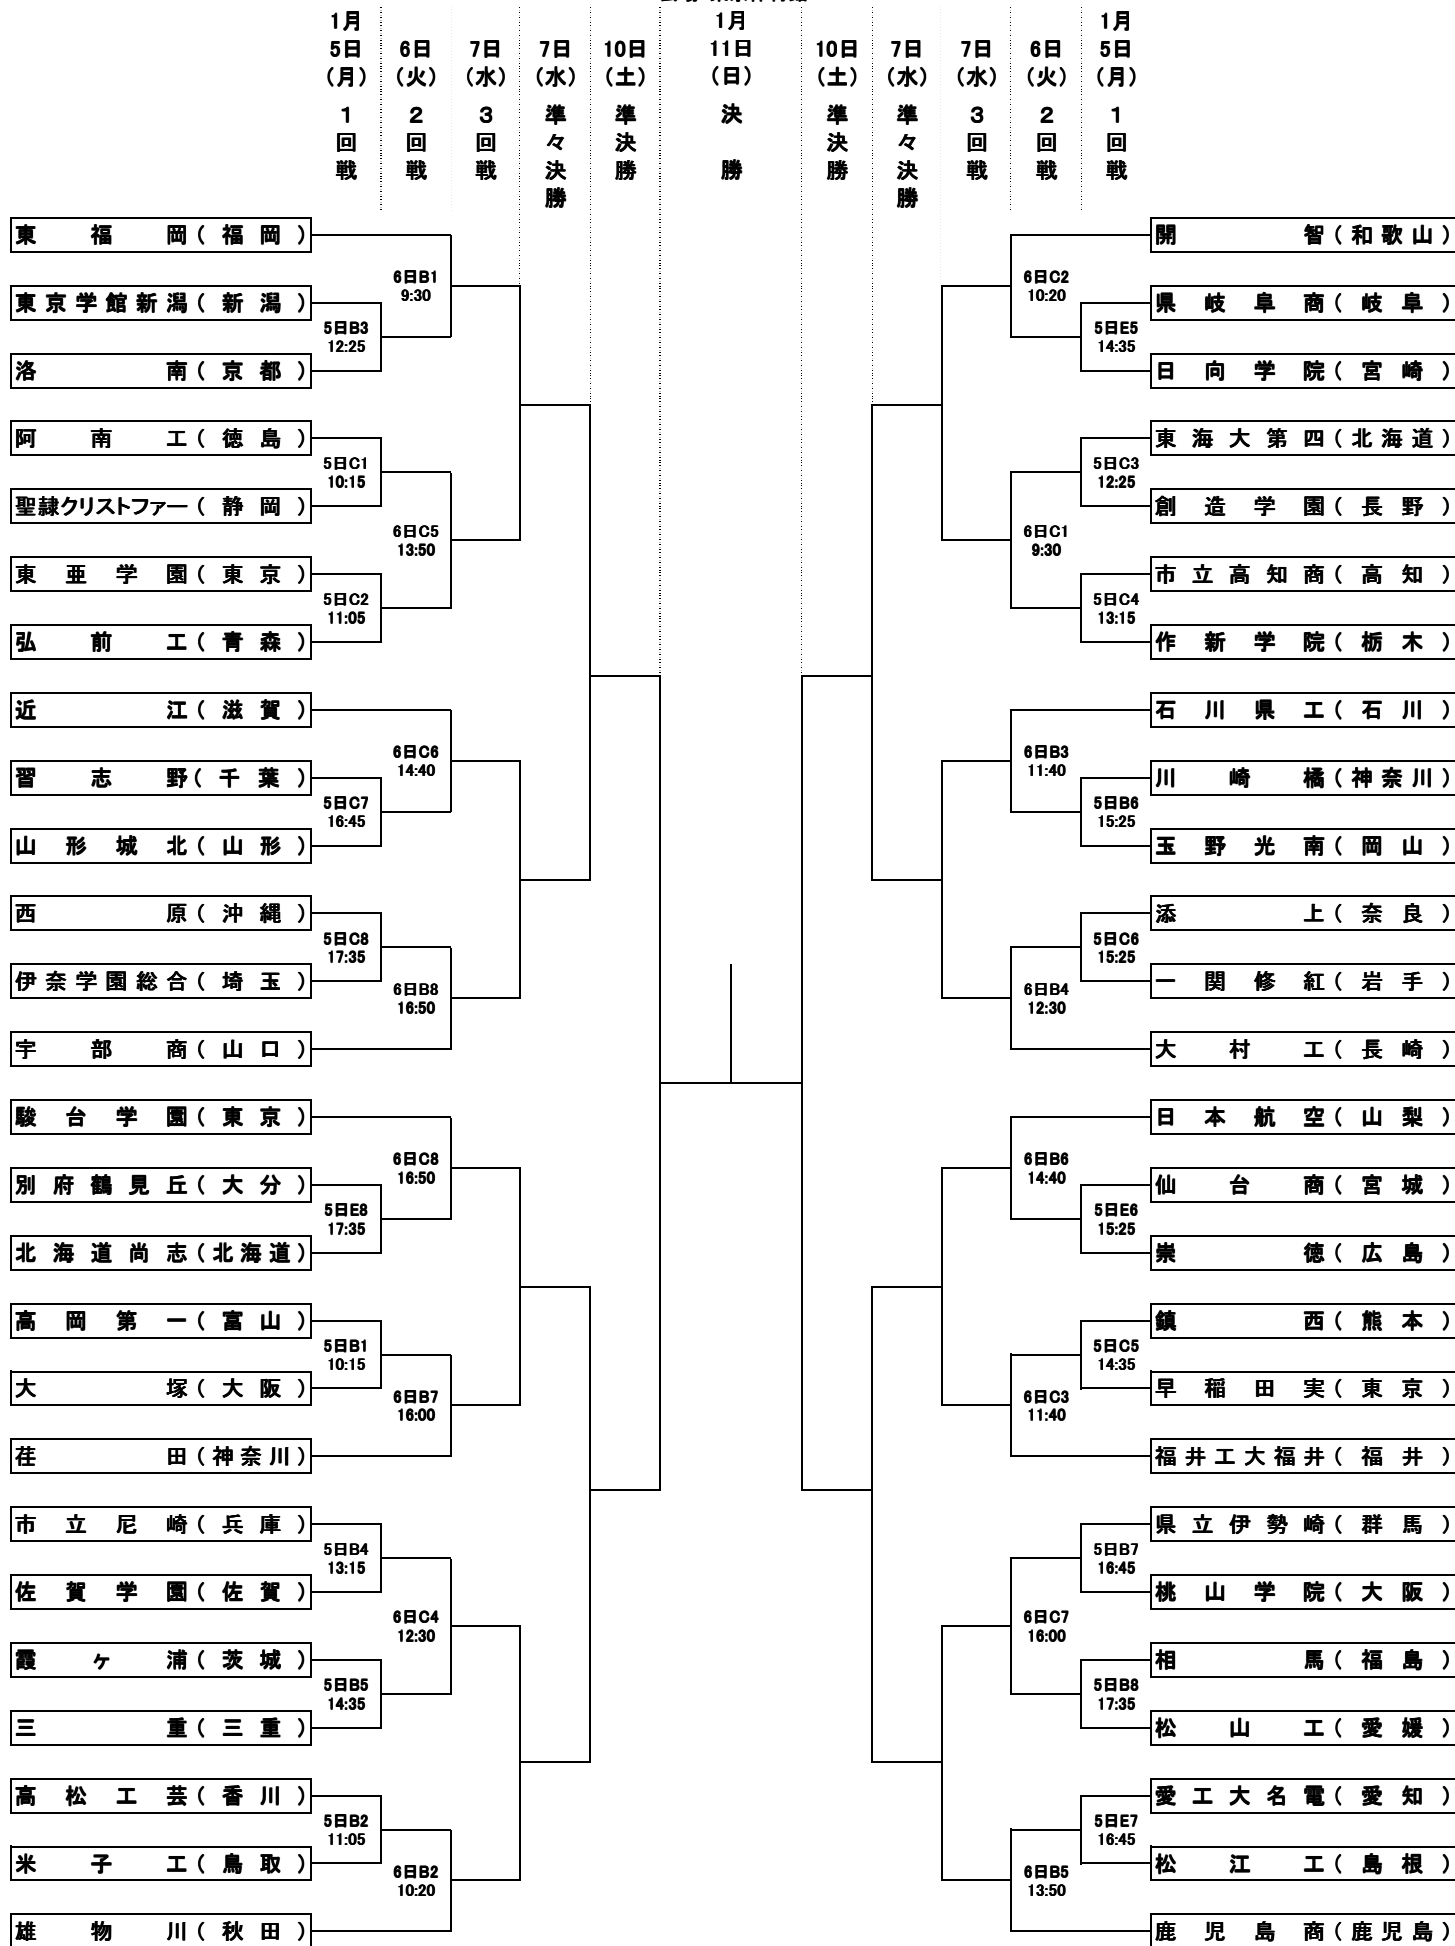 1月 1月 1月
5日 6日 7日 7日 10日 11日 10日 7日 7日 6日 5日
(月) (火) (水) (水) (土) (日) (土) (水) (水) (火) (月)
1回戦 2回戦 3回戦 準々決勝 準決勝 決勝 準決勝 準々決勝 3回戦 2回戦 1回戦
東福岡(福岡)
6日B1
9:30
東京学館新潟(新潟)
5日B3
12:25
洛南(京都)
阿南工(徳島)
5日C1
10:15
聖隷クリストファー(静岡)
6日C5
13:50
東亜学園(東京)
5日C2
11:05
弘前工(青森)
近江(滋賀)
6日C6
14:40
習志野(千葉)
5日C7
16:45
山形城北(山形)
西原(沖縄)
5日C8
17:35
伊奈学園総合(埼玉)
6日B8
16:50
宇部商(山口)
駿台学園(東京)
6日C8
16:50
別府鶴見丘(大分)
5日E8
17:35
北海道尚志(北海道)
高岡第一(富山)
5日B1
10:15
大塚(大阪)
6日B7
16:00
荏田(神奈川)
市立尼崎(兵庫)
5日B4
13:15
佐賀学園(佐賀)
6日C4
12:30
霞ヶ浦(茨城)
5日B5
14:35
三重(三重)
高松工芸(香川)
5日B2
11:05
米子工(鳥取)
6日B2
10:20
雄物川(秋田)
開智(和歌山)
6日C2
10:20
県岐阜商(岐阜)
5日E5
14:35
日向学院(宮崎)
東海大第四(北海道)
5日C3
12:25
創造学園(長野)
6日C1
9:30
市立高知商(高知)
5日C4
13:15
作新学院(栃木)
石川県工(石川)
6日B3
11:40
川崎橘(神奈川)
5日B6
15:25
玉野光南(岡山)
添上(奈良)
5日C6
15:25
一関修紅(岩手)
6日B4
12:30
大村工(長崎)
日本航空(山梨)
6日B6
14:40
仙台商(宮城)
5日E6
15:25
崇徳(広島)
鎮西(熊本)
5日C5
14:35
早稲田実(東京)
6日C3
11:40
福井工大福井(福井)
県立伊勢崎(群馬)
5日B7
16:45
桃山学院(大阪)
6日C7
16:00
相馬(福島)
5日B8
17:35
松山工(愛媛)
愛工大名電(愛知)
5日E7
16:45
松江工(島根)
6日B5
13:50
鹿児島商(鹿児島)